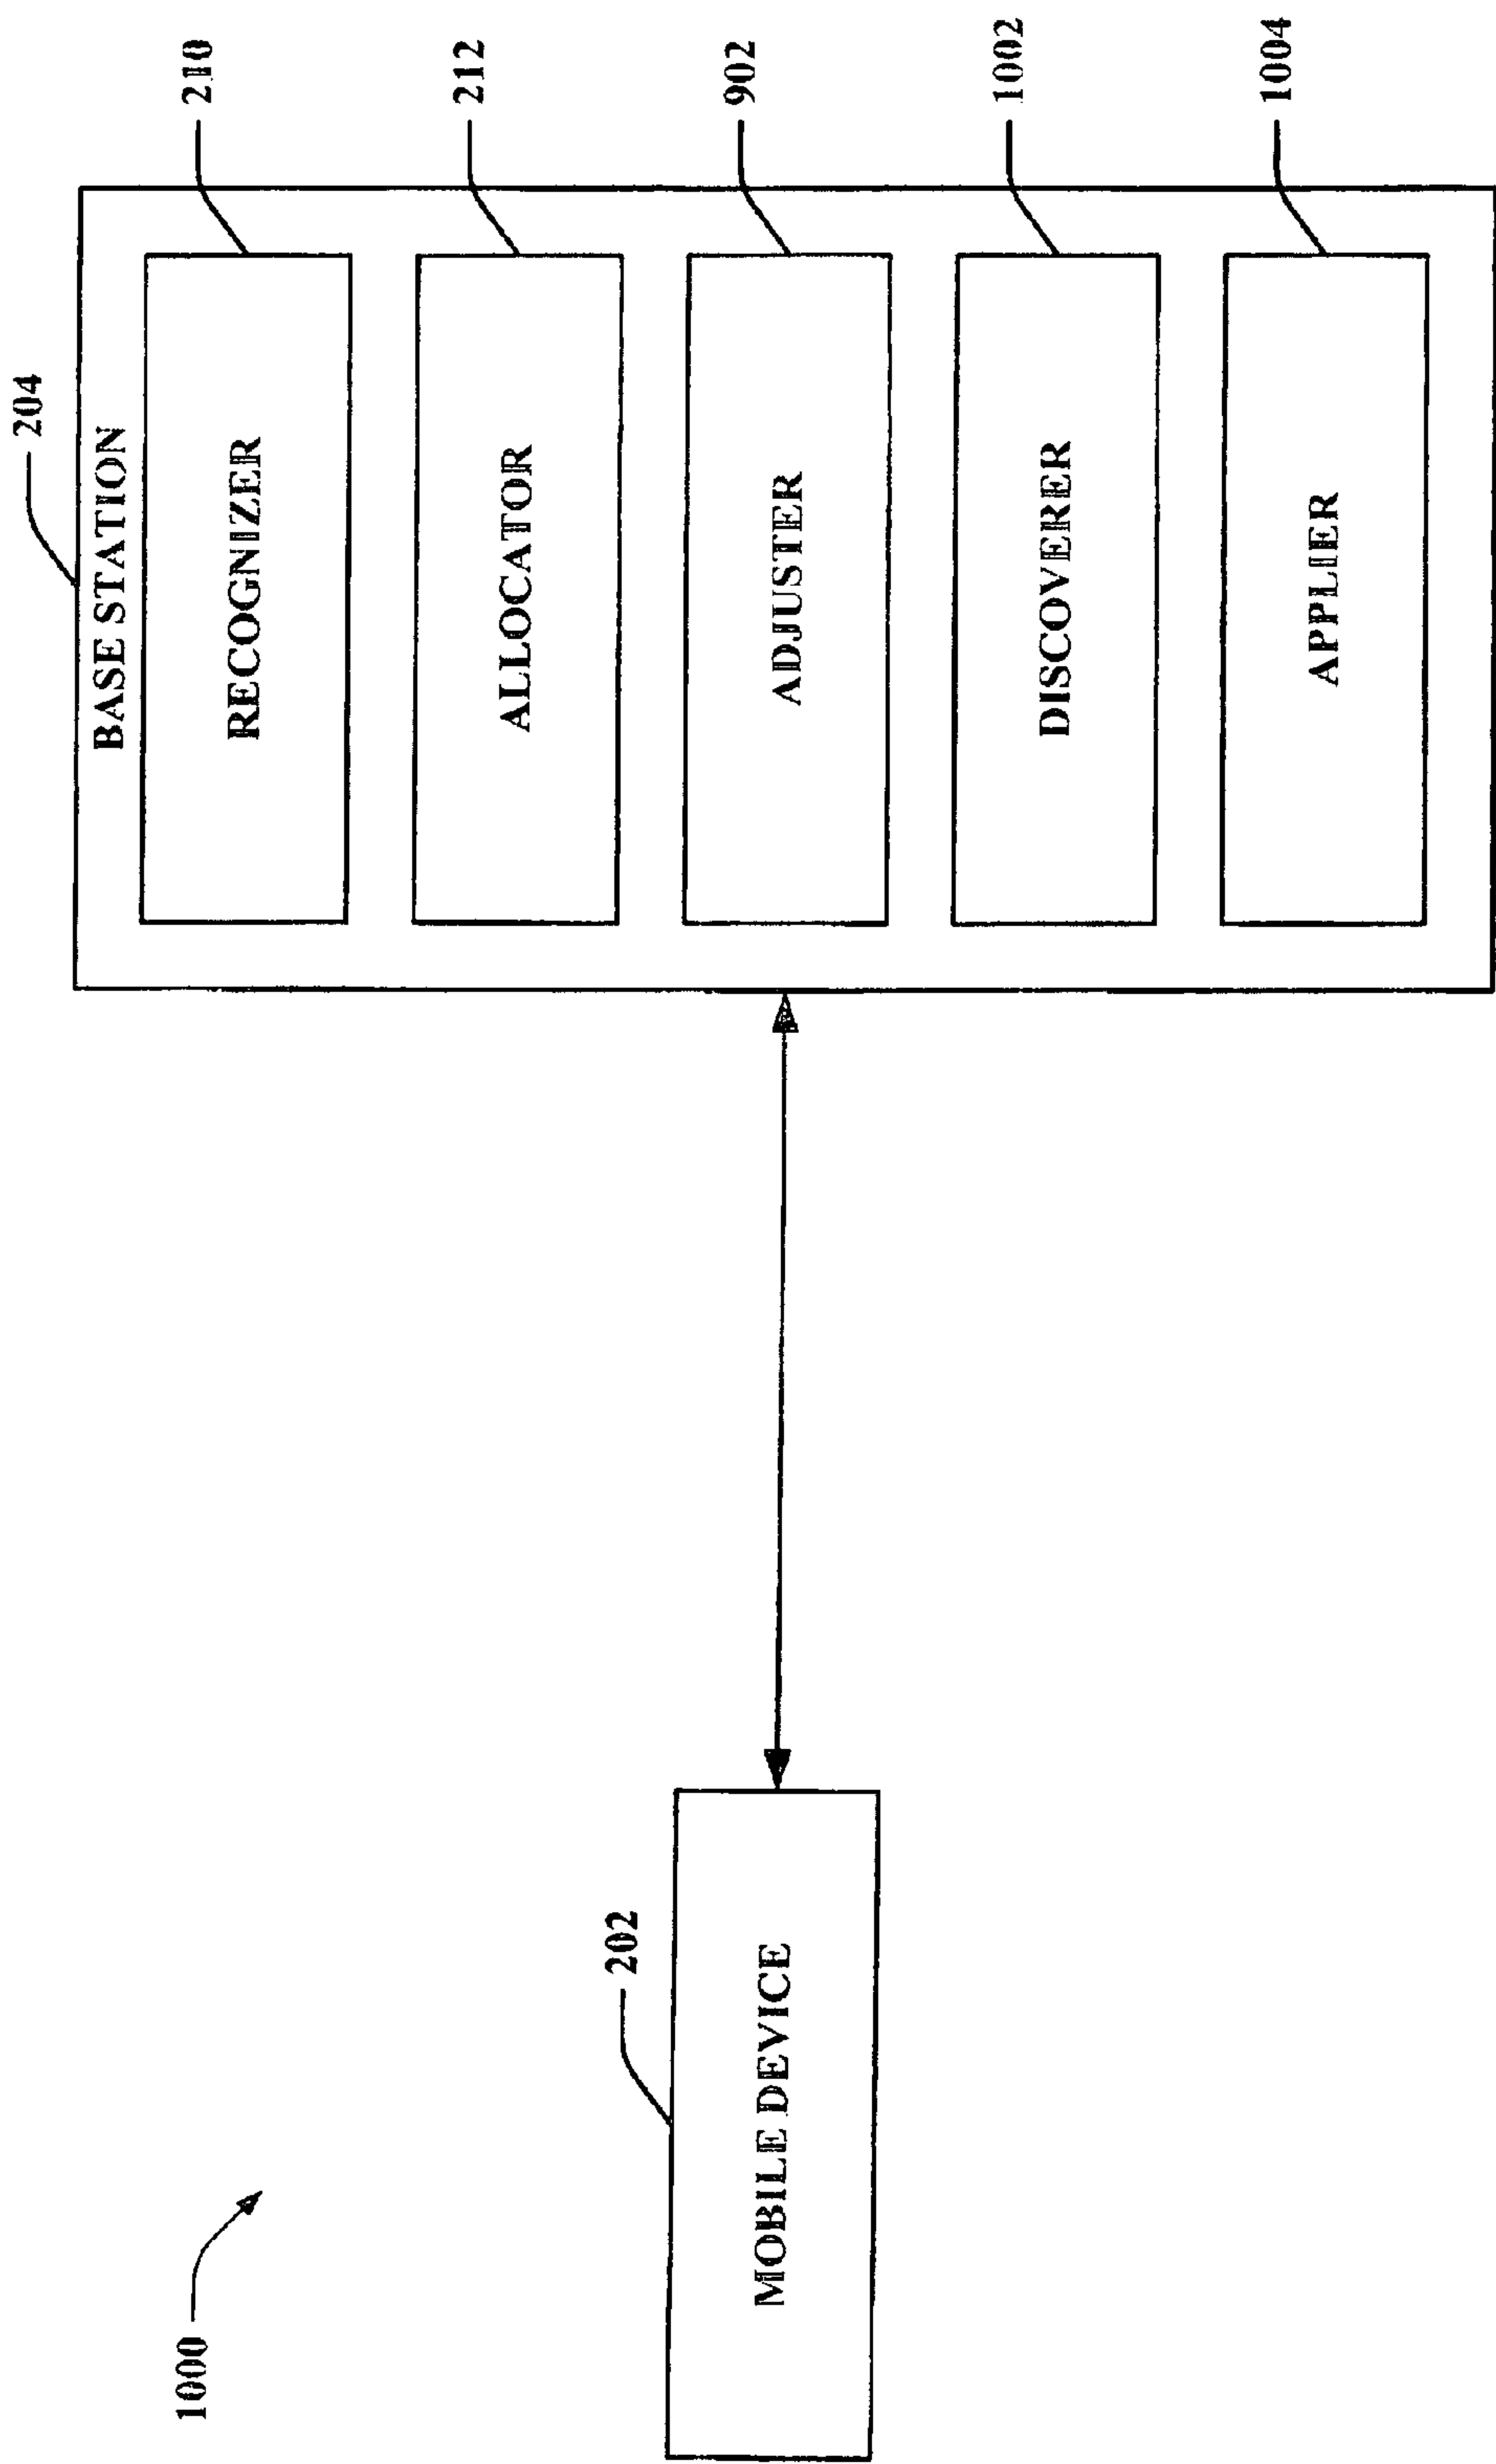 1000
202
MOBILE DEVICE
204
BASE STATION
RECOGNIZER
210
ALLOCATOR
212
ADJUSTER
902
DISCOVERER
1002
APPLIER
1004